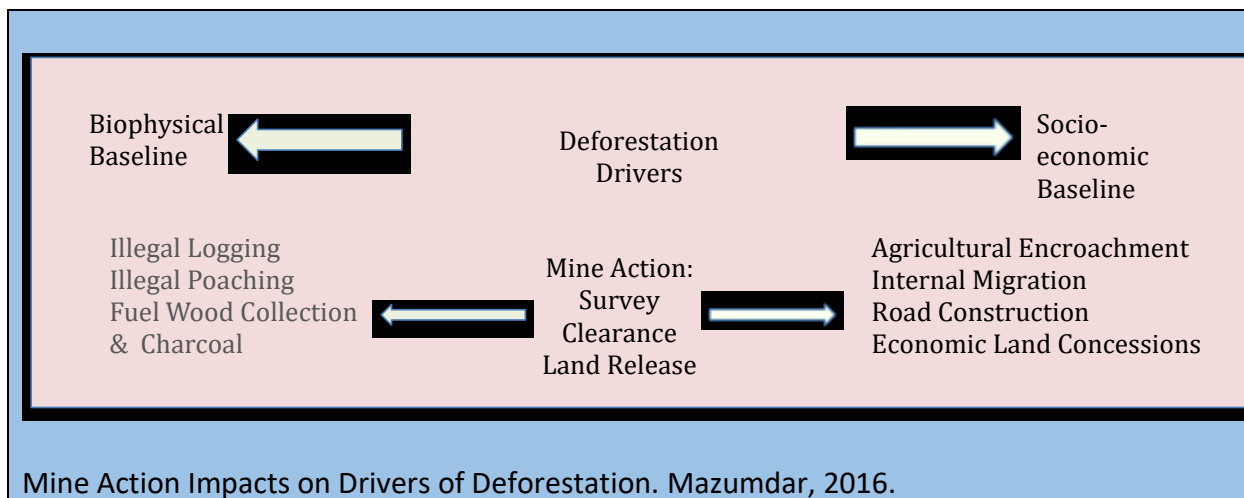 Biophysical
Baseline
Deforestation
Drivers
Socio-
economic
Baseline
Illegal Logging
Illegal Poaching
Fuel Wood Collection
& Charcoal
Mine Action:
Survey
Clearance
Land Release
Agricultural Encroachment
Internal Migration
Road Construction
Economic Land Concessions
Mine Action Impacts on Drivers of Deforestation. Mazumdar, 2016.